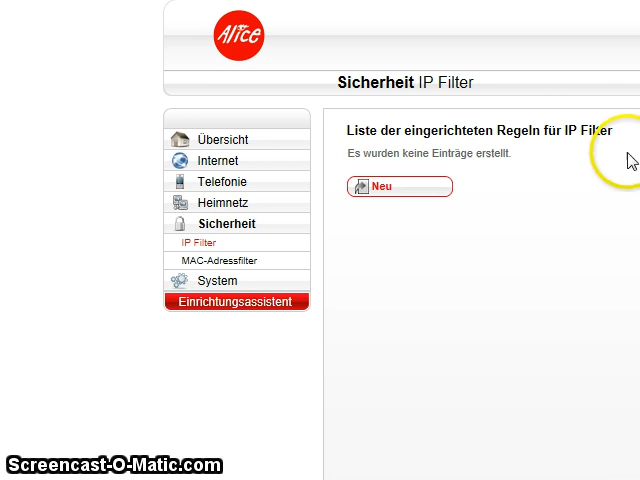 Alice
Sicherheit IP Filter
Übersicht
Internet
Telefonie
Heimnetz
Sicherheit
IP Filter
MAC-Adressfilter
System
Einrichtungsassistent
Liste der eingerichteten Regeln für IP Filter
Es wurden keine Einträge erstellt.
Neu
Screencast-O-Matic.com